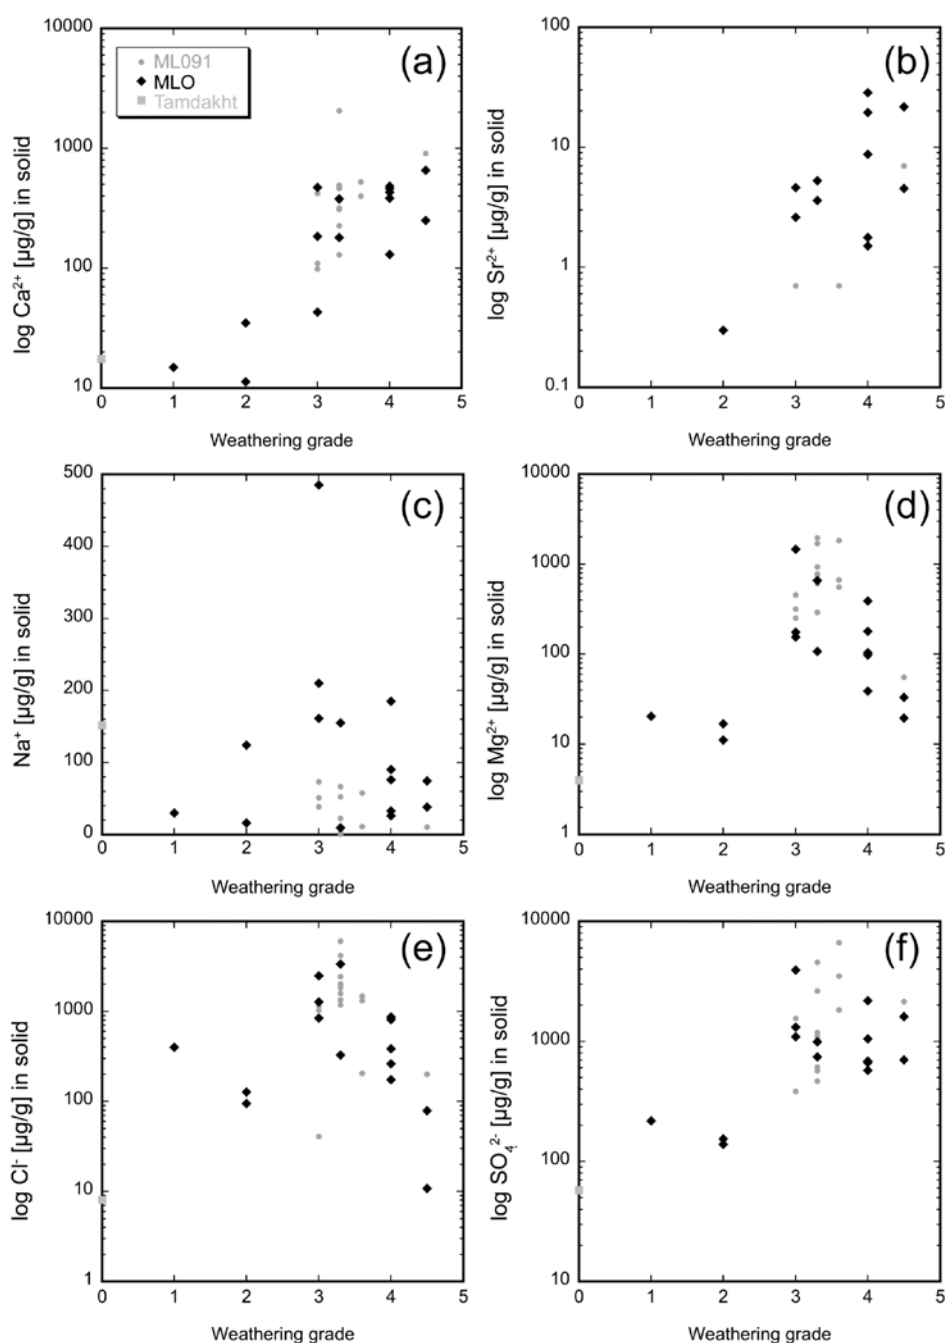 10000
1000
100
10
ML091
MLO
Tamdakht
(a)
log Ca²⁺ [µg/g] in solid
0 1 2 3 4 5
Weathering grade
100
10
1
0.1
(b)
log Sr²⁺ [µg/g] in solid
0 1 2 3 4 5
Weathering grade
500
400
300
200
100
0
(c)
Na⁺ [µg/g] in solid
0 1 2 3 4 5
Weathering grade
10000
1000
100
10
1
(d)
log Mg²⁺ [µg/g] in solid
0 1 2 3 4 5
Weathering grade
10000
1000
100
10
1
(e)
log Cl⁻ [µg/g] in solid
0 1 2 3 4 5
Weathering grade
10000
1000
100
10
(f)
log SO₄²⁻ [µg/g] in solid
0 1 2 3 4 5
Weathering grade